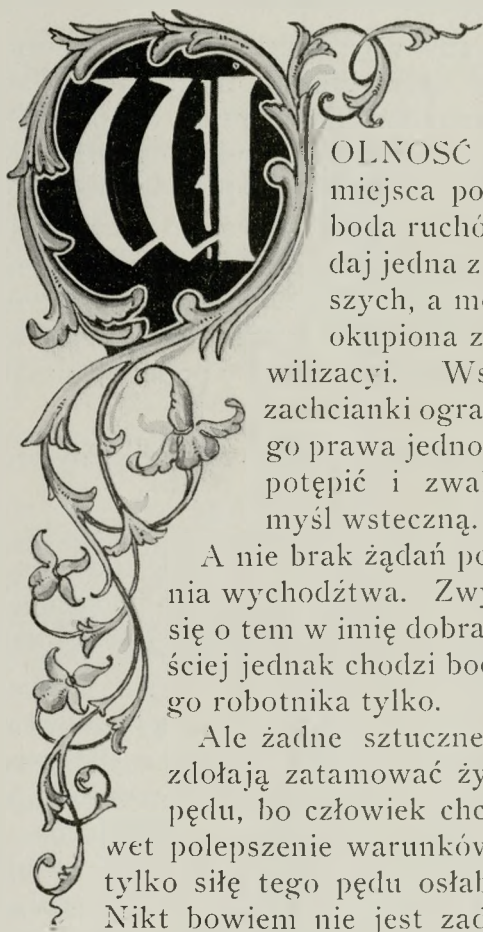 WOLNOŚĆ
miejsca po
boda ruchó
daj jedna z
szych, a mo
okupiona z
wilizacyi. Ws
zachcianki ogra
go prawa jedno
potępić i zwal
myśl wsteczną.
A nie brak żądań po
nia wychodźtwa. Zwy
się o tem w imię dobra
ściej jednak chodzi boc
go robotnika tylko.
Ale żadne sztuczne
zdołają zatamować ży
pędu, bo człowiek chc
wet polepszenie warunków
tylko siłę tego pędu osłab
Nikt bowiem nie jest zad